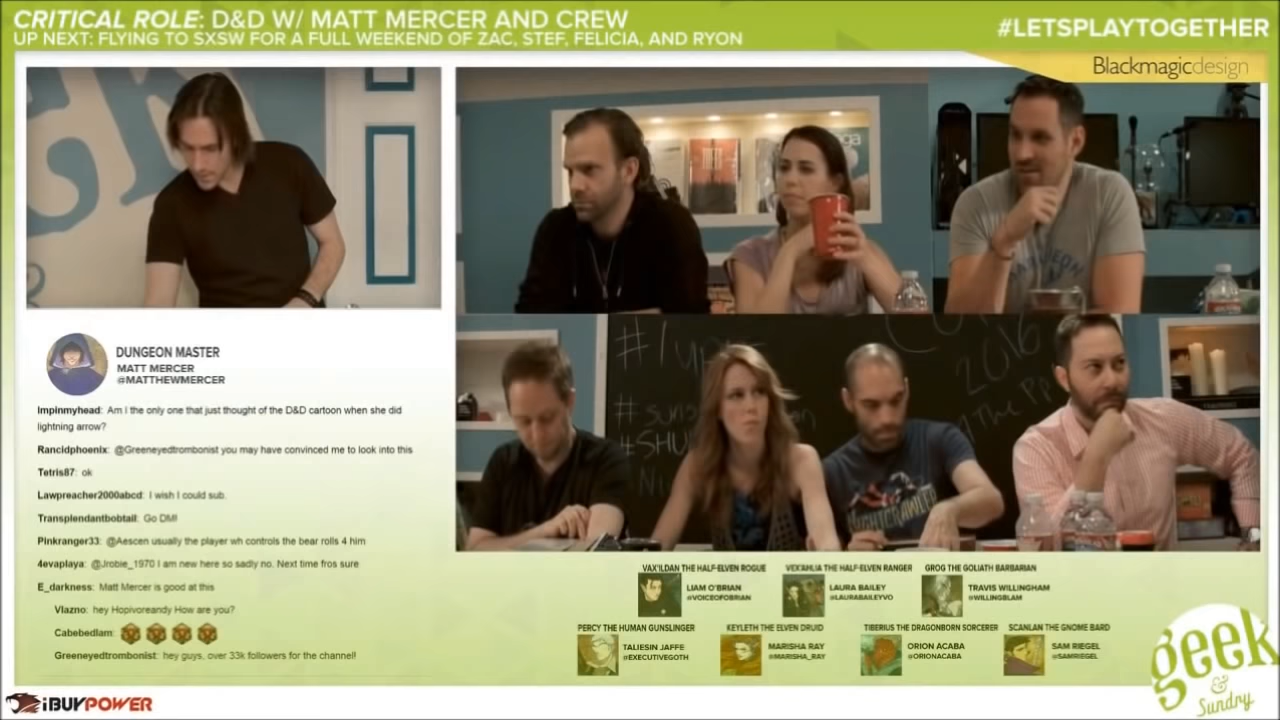 CRITICAL ROLE: D&D W/ MATT MERCER AND CREW
UP NEXT: FLYING TO SXSW FOR A FULL WEEKEND OF ZAC, STEF, FELICIA, AND RYON
#LETSPLAYTOGETHER
Blackmagicdesign
DUNGEON MASTER
MATT MERCER
@MATTHEWMERCER
Impinmyhead: Am I the only one that just thought of the D&D cartoon when she did
lightning arrow?
Rancidphoenix: @Greeneyedtrombonist you may have convinced me to look into this
Tetris87: ok
Lawpreacher2000abcd: I wish I could sub.
Transplendantbobtail: Go DM!
Pinkranger33: @Aescen usually the player wh controls the bear rolls 4 him
4evaplaya: @Jrobie_1970 I am new here so sadly no. Next time fros sure
E_darkness: Matt Mercer is good at this
Vlazno: hey Hopivoreandy How are you?
Cabebedlam:
Greeneyedtrombonist: hey guys, over 33k followers for the channel!
2016
NIGHTCRAWLER
VAX'ILDAN THE HALF-ELVEN ROGUE
LIAM O'BRIAN
@VOICEOFOBRIAN
VEX'AHLIA THE HALF-ELVEN RANGER
LAURA BAILEY
@LAURABAILEYVO
GROG THE GOLIATH BARBARIAN
TRAVIS WILLINGHAM
@WILLINGBLAM
PERCY THE HUMAN GUNSLINGER
TALIESIN JAFFE
@EXECUTIVEGOTH
KEYLETH THE ELVEN DRUID
MARISHA RAY
@MARISHA_RAY
TIBERIUS THE DRAGONBORN SORCERER
ORION ACABA
@ORIONACABA
SCANLAN THE GNOME BARD
SAM RIEGEL
@SAMRIEGEL
geek
&
Sundry
iBUYPOWER